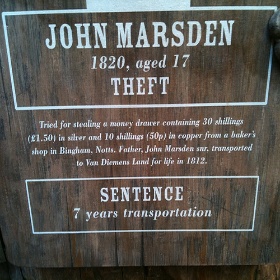 JOHN MARSDEN
1820, aged 17
THEFT
Tried for stealing a money drawer containing 30 shillings
(£1.50) in silver and 10 shillings (50p) in copper from a baker's
shop in Bingham, Notts. Father, John Marsden snr, transported
to Van Diemens Land for life in 1812.
SENTENCE
7 years transportation